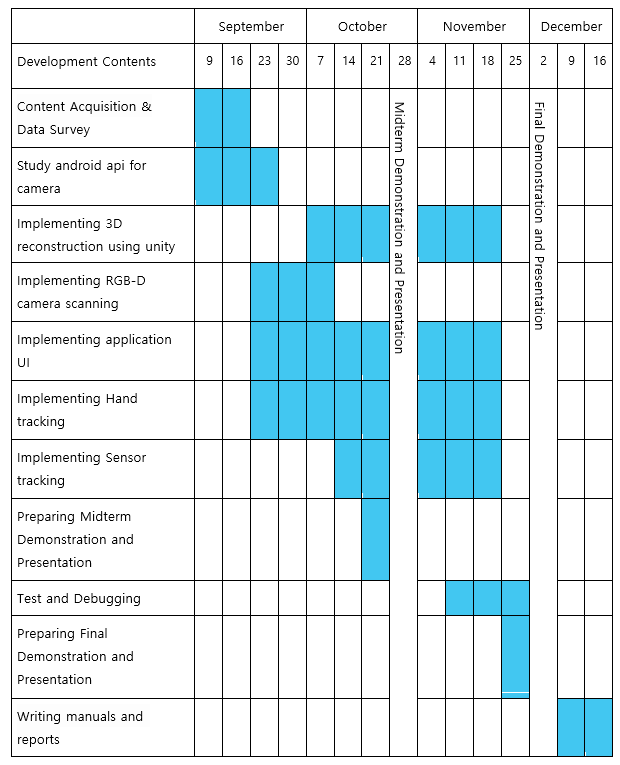 September October November December
Development Contents 9 16 23 30 7 14 21 28 4 11 18 25 2 9 16
Content Acquisition &
Data Survey
Study android api for
camera
Implementing 3D
reconstruction using unity
Implementing RGB-D
camera scanning
Implementing application
UI
Implementing Hand
tracking
Implementing Sensor
tracking
Preparing Midterm
Demonstration and
Presentation
Test and Debugging
Preparing Final
Demonstration and
Presentation
Writing manuals and
reports
Midterm Demonstration and Presentation
Final Demonstration and Presentation